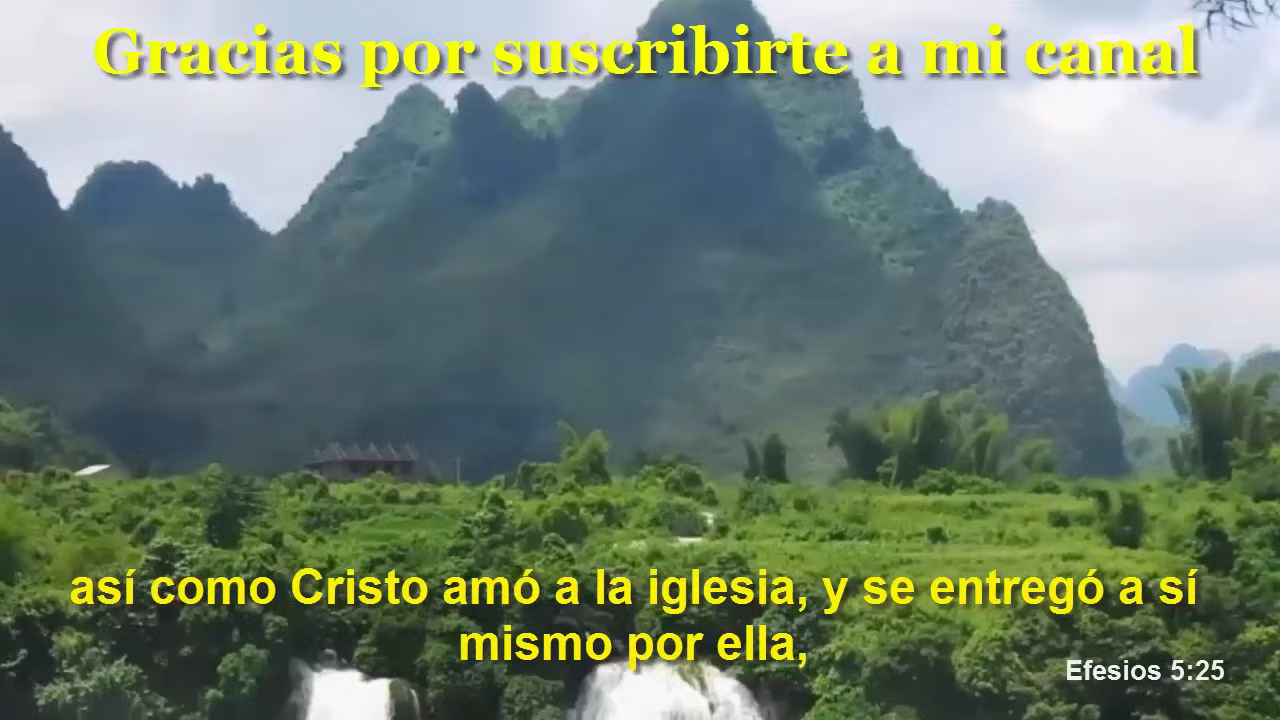 Gracias por suscribirte a mi canal
así como Cristo amó a la iglesia, y se entregó a sí
mismo por ella,
Efesios 5:25